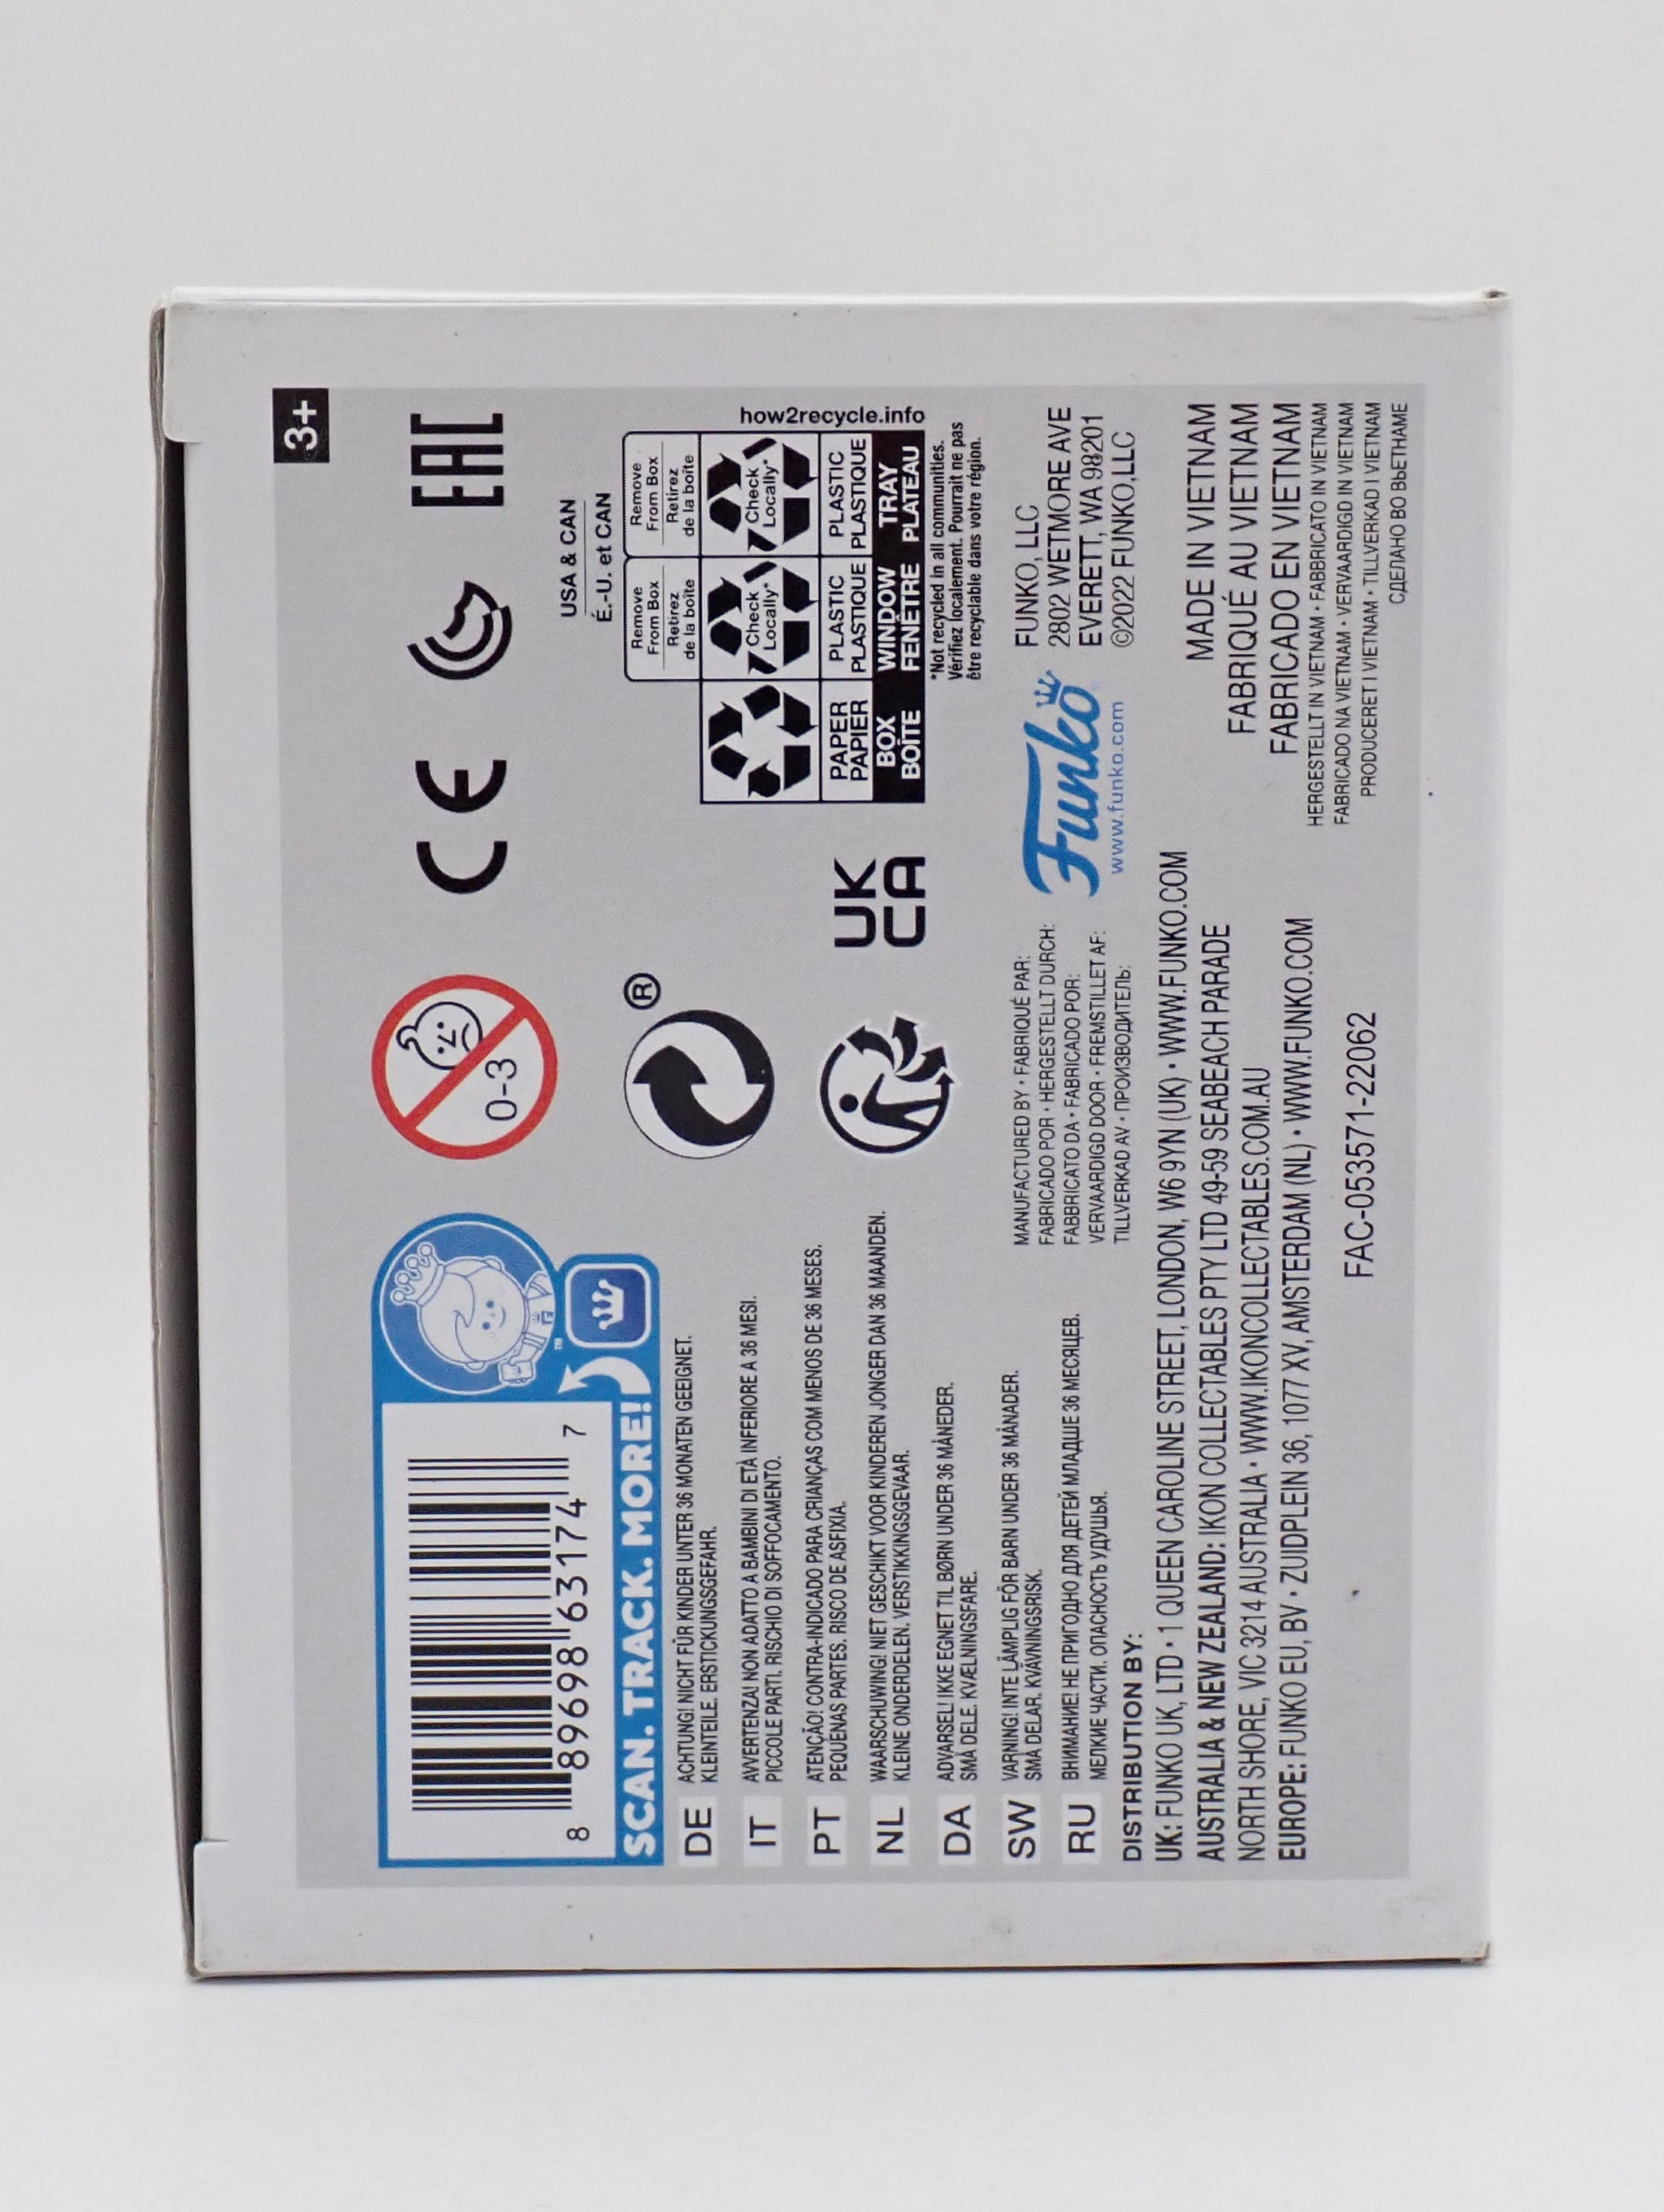 3+
8 89698 63174 7
SCAN. TRACK. MORE!
TM
0-3
CE
EAC
®
USA & CAN
É.-U. et CAN
Remove
From Box
Retirez
de la boîte
Remove
From Box
Retirez
de la boîte
Check
Locally*
Check
Locally*
PAPER
PAPIER
PLASTIC
PLASTIQUE
PLASTIC
PLASTIQUE
BOX
BOÎTE
WINDOW
FENÊTRE
TRAY
PLATEAU
how2recycle.info
*Not recycled in all communities.
Vérifiez localement. Pourrait ne pas
être recyclable dans votre région.
UK
CA
DE ACHTUNG! NICHT FÜR KINDER UNTER 36 MONATEN GEEIGNET.
KLEINTEILE. ERSTICKUNGSGEFAHR.
IT AVVERTENZA! NON ADATTO A BAMBINI DI ETÀ INFERIORE A 36 MESI.
PICCOLE PARTI. RISCHIO DI SOFFOCAMENTO.
PT ATENÇÃO! CONTRA-INDICADO PARA CRIANÇAS COM MENOS DE 36 MESES.
PEQUENAS PARTES. RISCO DE ASFIXIA.
NL WAARSCHUWING! NIET GESCHIKT VOOR KINDEREN JONGER DAN 36 MAANDEN.
KLEINE ONDERDELEN. VERSTIKKINGSGEVAAR.
DA ADVARSEL! IKKE EGNET TIL BØRN UNDER 36 MÅNEDER.
SMÅ DELE. KVÆLNINGSFARE.
SW VARNING! INTE LÄMPLIG FÖR BARN UNDER 36 MÅNADER.
SMÅ DELAR. KVÄVNINGSRISK.
RU ВНИМАНИЕ! НЕ ПРИГОДНО ДЛЯ ДЕТЕЙ МЛАДШЕ 36 МЕСЯЦЕВ.
МЕЛКИЕ ЧАСТИ. ОПАСНОСТЬ УДУШЬЯ.
MANUFACTURED BY • FABRIQUÉ PAR:
FABRICADO POR • HERGESTELLT DURCH:
FABBRICATO DA • FABRICADO POR:
VERVAARDIGD DOOR • FREMSTILLET AF:
TILLVERKAD AV • ПРОИЗВОДИТЕЛЬ:
Funko
www.funko.com
FUNKO, LLC
2802 WETMORE AVE
EVERETT, WA 98201
©2022 FUNKO,LLC
DISTRIBUTION BY:
UK: FUNKO UK, LTD • 1 QUEEN CAROLINE STREET, LONDON, W6 9YN (UK) • WWW.FUNKO.COM
AUSTRALIA & NEW ZEALAND: IKON COLLECTABLES PTY LTD 49-59 SEABEACH PARADE
NORTH SHORE, VIC 3214 AUSTRALIA • WWW.IKONCOLLECTABLES.COM.AU
EUROPE: FUNKO EU, BV • ZUIDPLEIN 36, 1077 XV, AMSTERDAM (NL) • WWW.FUNKO.COM
FAC-053571-22062
MADE IN VIETNAM
FABRIQUÉ AU VIETNAM
FABRICADO EN VIETNAM
HERGESTELLT IN VIETNAM • FABBRICATO IN VIETNAM
FABRICADO NA VIETNAM • VERVAARDIGD IN VIETNAM
PRODUCERET I VIETNAM • TILLVERKAD I VIETNAM
СДЕЛАНО ВО ВЬЕТНАМЕ